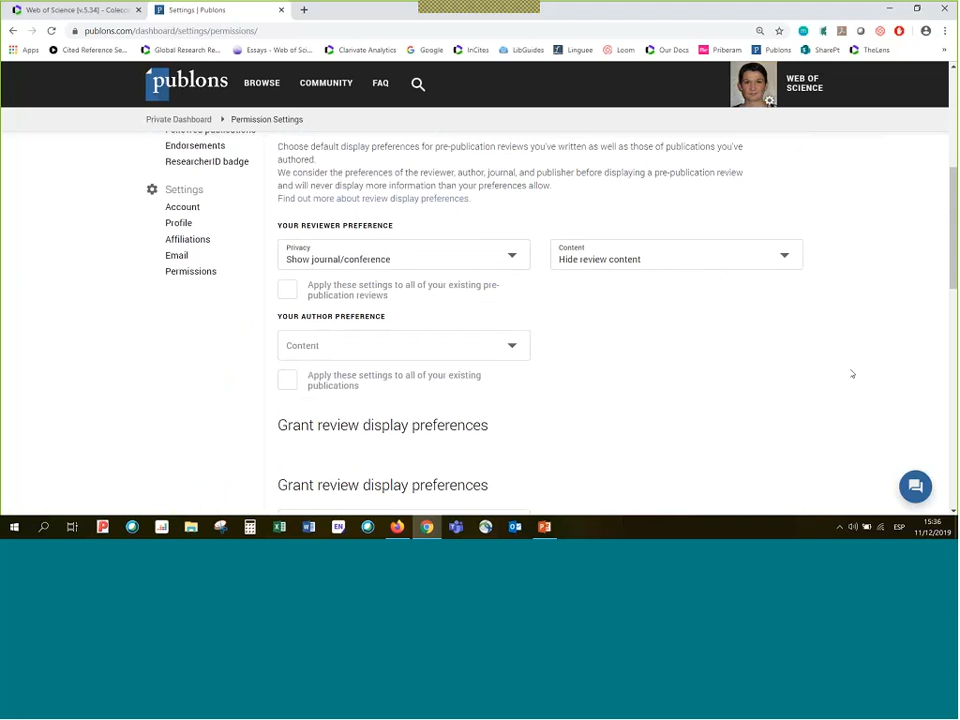 Web of Science [v.5.34] - Colecc
Settings | Publons
publons.com/dashboard/settings/permissions/
Apps
Cited Reference Se...
Global Research Re...
Essays - Web of Sci...
Clarivate Analytics
Google
InCites
LibGuides
Linguee
Loom
Our Docs
Priberam
Publons
SharePt
TheLens
»
publons
BROWSE
COMMUNITY
FAQ
WEB OF
SCIENCE
Private Dashboard
Permission Settings
Followed publications
Endorsements
ResearcherID badge
Settings
Account
Profile
Affiliations
Email
Permissions
Choose default display preferences for pre-publication reviews you've written as well as those of publications you've
authored.
We consider the preferences of the reviewer, author, journal, and publisher before displaying a pre-publication review
and will never display more information than your preferences allow.
Find out more about review display preferences.
YOUR REVIEWER PREFERENCE
Privacy
Show journal/conference
Content
Hide review content
Apply these settings to all of your existing pre-
publication reviews
YOUR AUTHOR PREFERENCE
Content
Apply these settings to all of your existing
publications
Grant review display preferences
Grant review display preferences
EN
ESP
15:36
11/12/2019